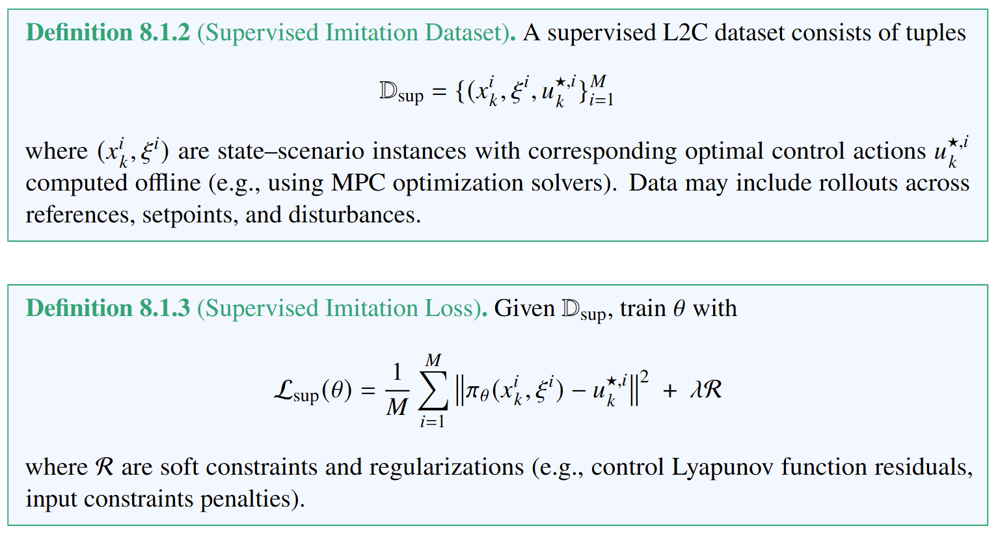 Definition 8.1.2 (Supervised Imitation Dataset). A supervised L2C dataset consists of tuples
$\mathbb{D}_{\text{sup}} = \{(x_k^i, \xi^i, u_k^{\star,i}\}_{i=1}^M$
where $(x_k^i, \xi^i)$ are state–scenario instances with corresponding optimal control actions $u_k^{\star,i}$
computed offline (e.g., using MPC optimization solvers). Data may include rollouts across
references, setpoints, and disturbances.
Definition 8.1.3 (Supervised Imitation Loss). Given $\mathbb{D}_{\text{sup}}$, train $\theta$ with
$\mathcal{L}_{\text{sup}}(\theta) = \frac{1}{M} \sum_{i=1}^{M} \left\| \pi_\theta(x_k^i, \xi^i) - u_k^{\star,i} \right\|^2 + \lambda \mathcal{R}$
where $\mathcal{R}$ are soft constraints and regularizations (e.g., control Lyapunov function residuals,
input constraints penalties).